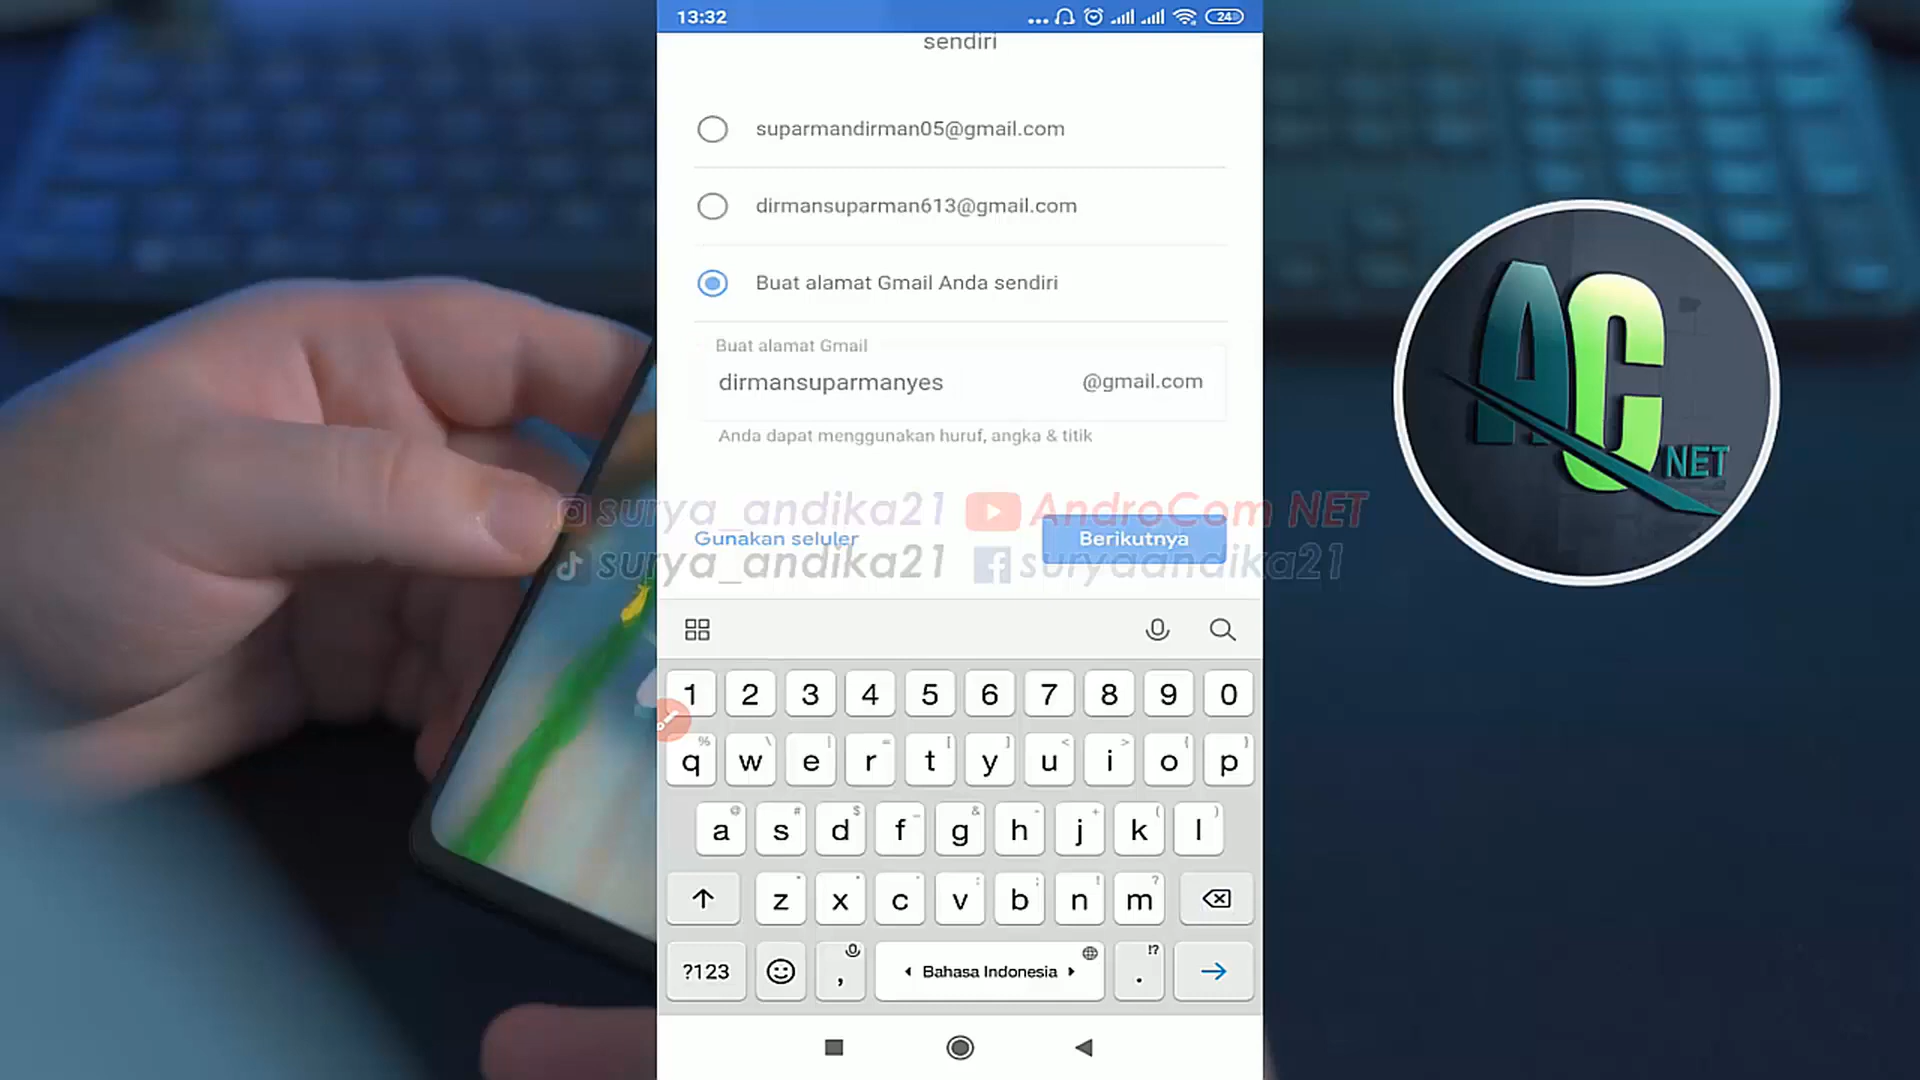 13:32
24
sendiri
suparmandirman05@gmail.com
dirmansuparman613@gmail.com
Buat alamat Gmail Anda sendiri
Buat alamat Gmail
dirmansuparmanyes @gmail.com
Anda dapat menggunakan huruf, angka & titik
surya_andika21 AndroCom NET
Gunakan seluler Berikutnya
surya_andika21 suryaandika21
AC NET
1 2 3 4 5 6 7 8 9 0
q w e r t y u i o p
a s d f g h j k l
z x c v b n m
?123 , Bahasa Indonesia . !?